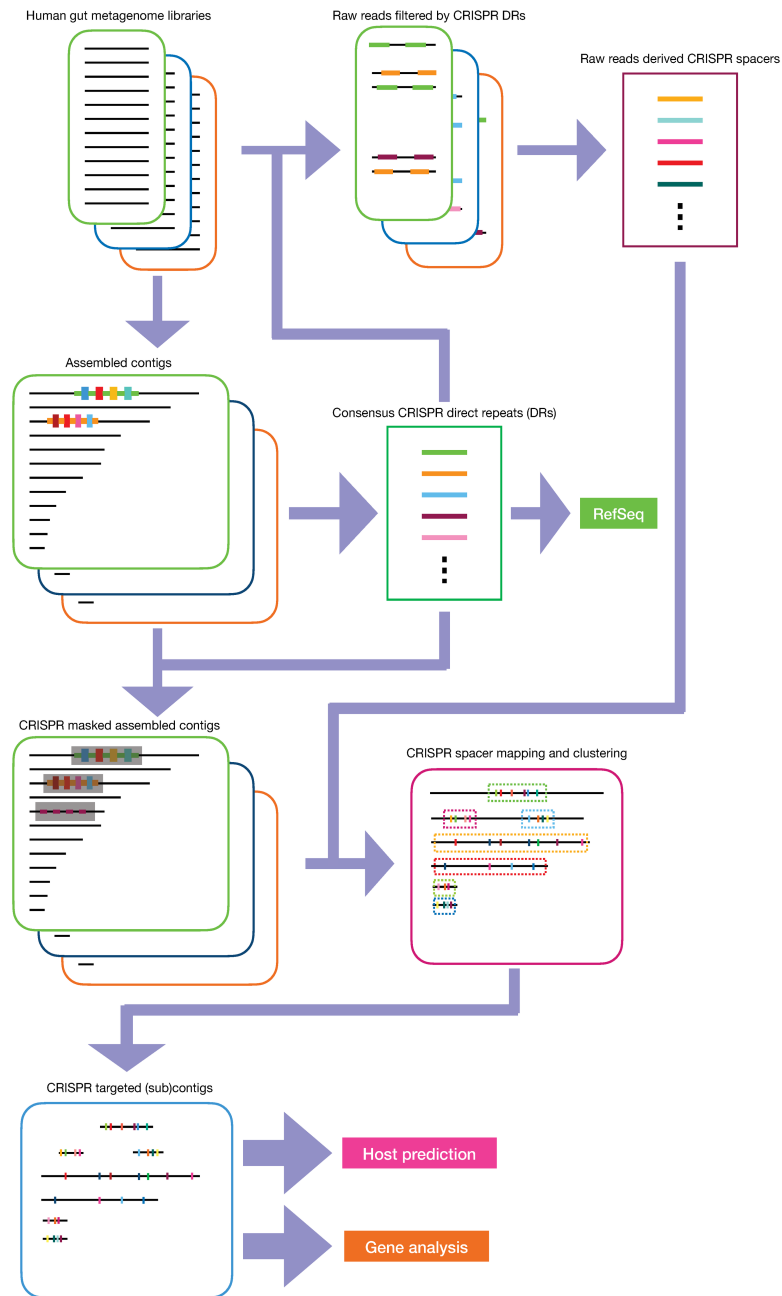 Human gut metagenome libraries
Raw reads filtered by CRISPR DRs
Raw reads derived CRISPR spacers
Assembled contigs
Consensus CRISPR direct repeats (DRs)
RefSeq
CRISPR masked assembled contigs
CRISPR spacer mapping and clustering
CRISPR targeted (sub)contigs
Host prediction
Gene analysis